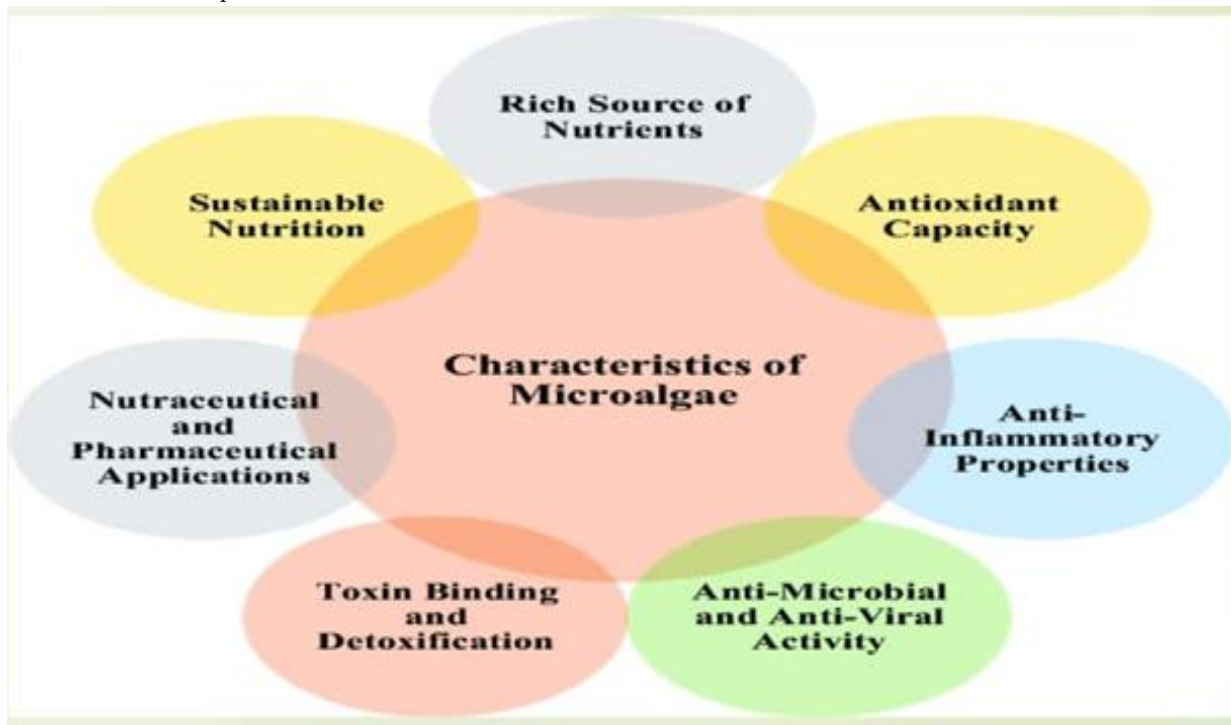 Rich Source of
Nutrients
Sustainable
Nutrition
Antioxidant
Capacity
Characteristics of
Microalgae
Nutraceutical
and
Pharmaceutical
Applications
Anti-
Inflammatory
Properties
Toxin Binding
and
Detoxification
Anti-Microbial
and Anti-Viral
Activity